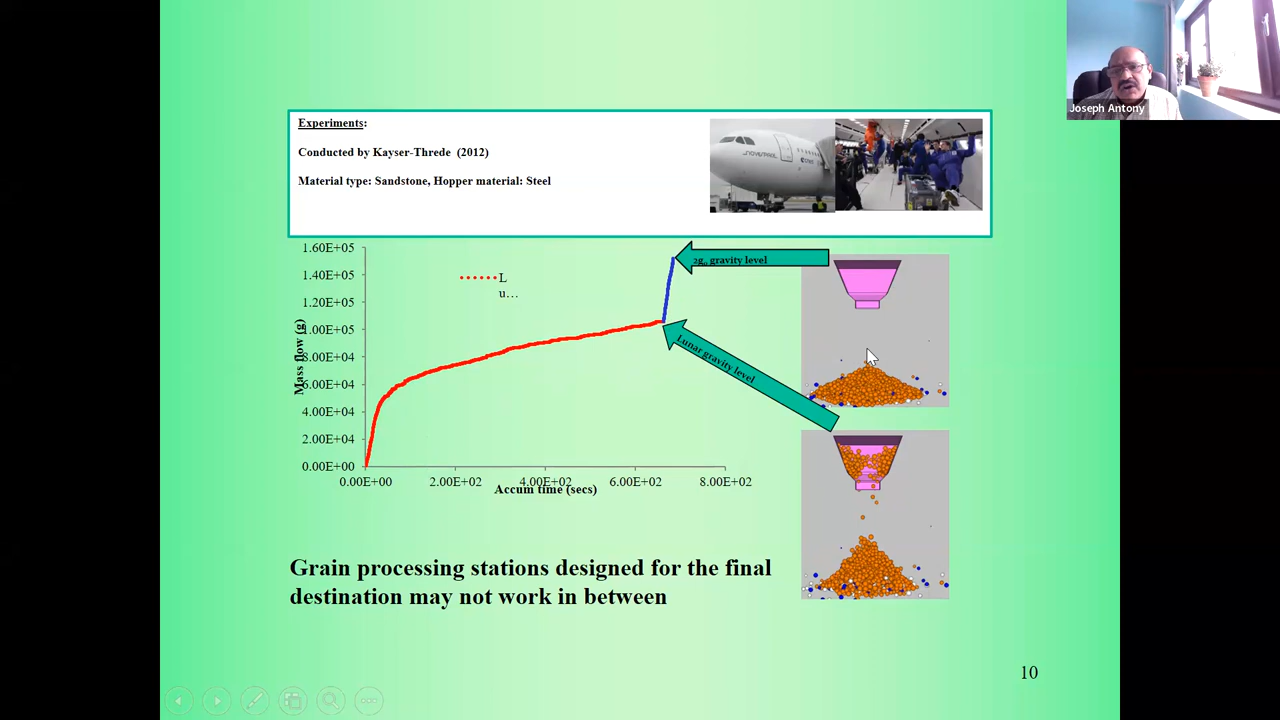 Joseph Antony
Experiments:
Conducted by Kayser-Threde (2012)
Material type: Sandstone, Hopper material: Steel
1.60E+05
1.40E+05
1.20E+05
1.00E+05
8.00E+04
6.00E+04
4.00E+04
2.00E+04
0.00E+00
Mass flow (g)
L
u…
2g₀ gravity level
Lunar gravity level
0.00E+00 2.00E+02 4.00E+02 6.00E+02 8.00E+02
Accum time (secs)
Grain processing stations designed for the final
destination may not work in between
10